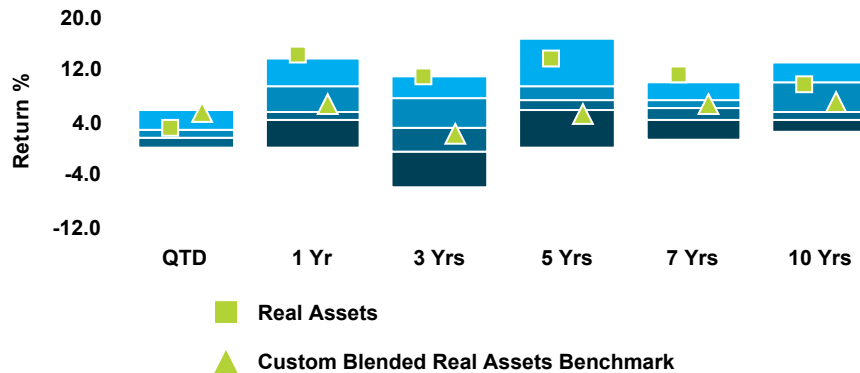 20.0
12.0
4.0
-4.0
-12.0
Return %
QTD 1 Yr 3 Yrs 5 Yrs 7 Yrs 10 Yrs
Real Assets
Custom Blended Real Assets Benchmark